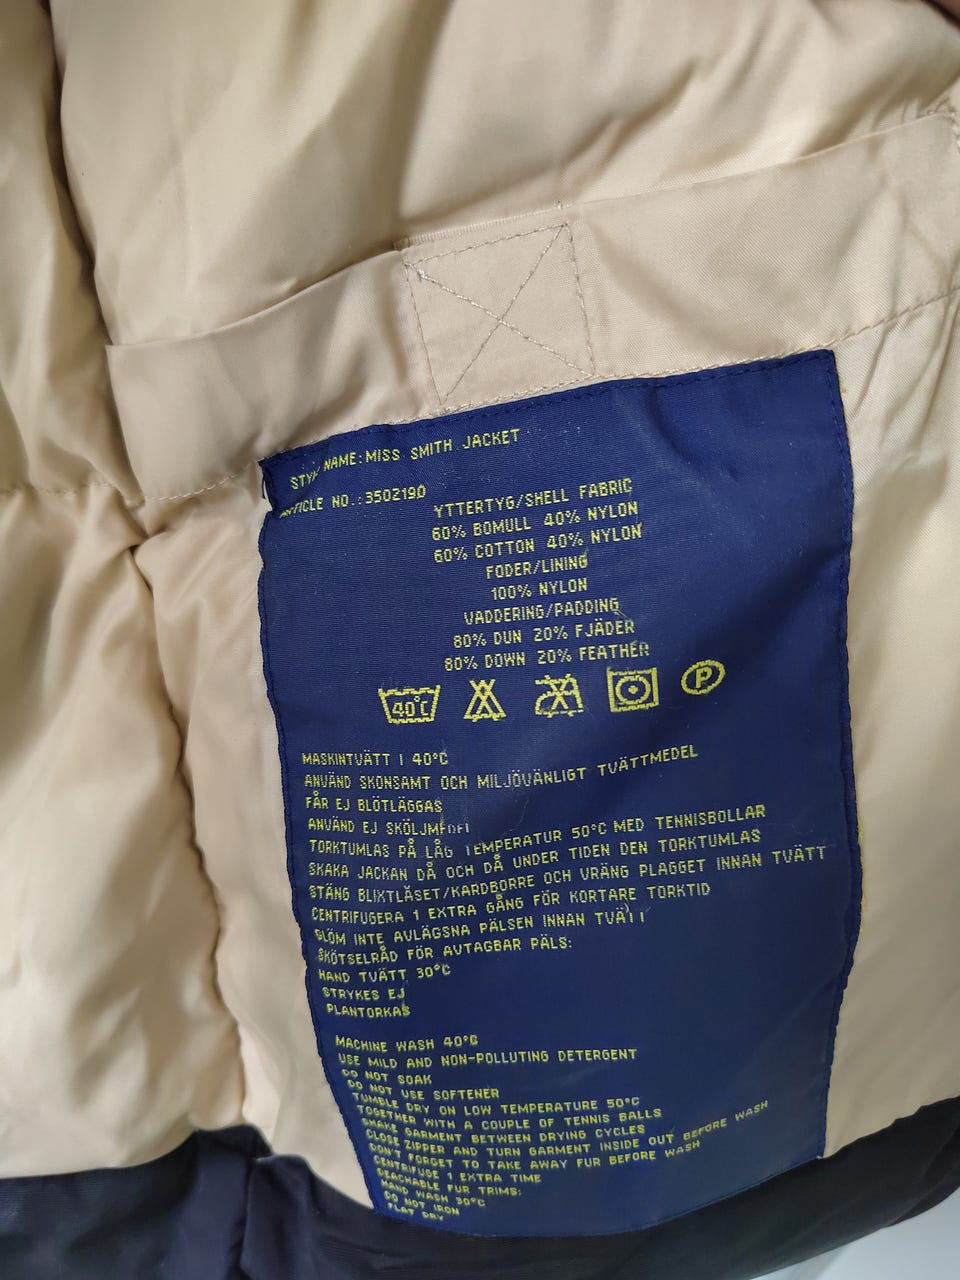 STYLE NAME:MISS SMITH JACKET
ARTICLE NO.:3502190
YTTERTYG/SHELL FABRIC
60% BOMULL 40% NYLON
60% COTTON 40% NYLON
FODER/LINING
100% NYLON
VADDERING/PADDING
80% DUN 20% FJÄDER
80% DOWN 20% FEATHER
40°C P
MASKINTVÄTT I 40°C
ANVÄND SKONSAMT OCH MILJÖVÄNLIGT TVÄTTMEDEL
FÅR EJ BLÖTLÄGGAS
ANVÄND EJ SKÖLJMEDEL
TORKTUMLAS PÅ LÅG TEMPERATUR 50°C MED TENNISBOLLAR
SKAKA JACKAN DÅ OCH DÅ UNDER TIDEN DEN TORKTUMLAS
STÄNG BLIXTLÅSET/KARDBORRE OCH VRÄNG PLAGGET INNAN TVÄTT
CENTRIFUGERA 1 EXTRA GÅNG FÖR KORTARE TORKTID
GLÖM INTE AVLÄGSNA PÄLSEN INNAN TVÄTT
SKÖTSELRÅD FÖR AVTAGBAR PÄLS:
HAND TVÄTT 30°C
STRYKES EJ
PLANTORKAS
MACHINE WASH 40°C
USE MILD AND NON-POLLUTING DETERGENT
DO NOT SOAK
DO NOT USE SOFTENER
TUMBLE DRY ON LOW TEMPERATURE 50°C
TOGETHER WITH A COUPLE OF TENNIS BALLS
SHAKE GARMENT BETWEEN DRYING CYCLES
CLOSE ZIPPER AND TURN GARMENT INSIDE OUT BEFORE WASH
DON'T FORGET TO TAKE AWAY FUR BEFORE WASH
CENTRIFUGE 1 EXTRA TIME
DEACHABLE FUR TRIMS:
HAND WASH 30°C
DO NOT IRON
FLAT DRY